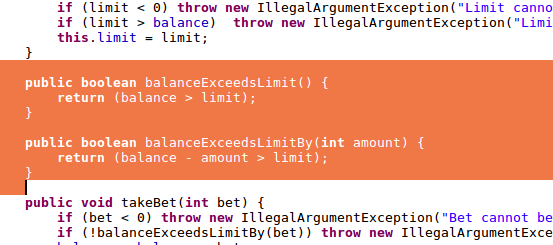 if (limit < 0) throw new IllegalArgumentException("Limit canno
if (limit > balance)  throw new IllegalArgumentException("Limi
this.limit = limit;
}
public boolean balanceExceedsLimit() {
return (balance > limit);
}
public boolean balanceExceedsLimitBy(int amount) {
return (balance - amount > limit);
}
public void takeBet(int bet) {
if (bet < 0) throw new IllegalArgumentException("Bet cannot be
if (!balanceExceedsLimitBy(bet)) throw new IllegalArgumentExce